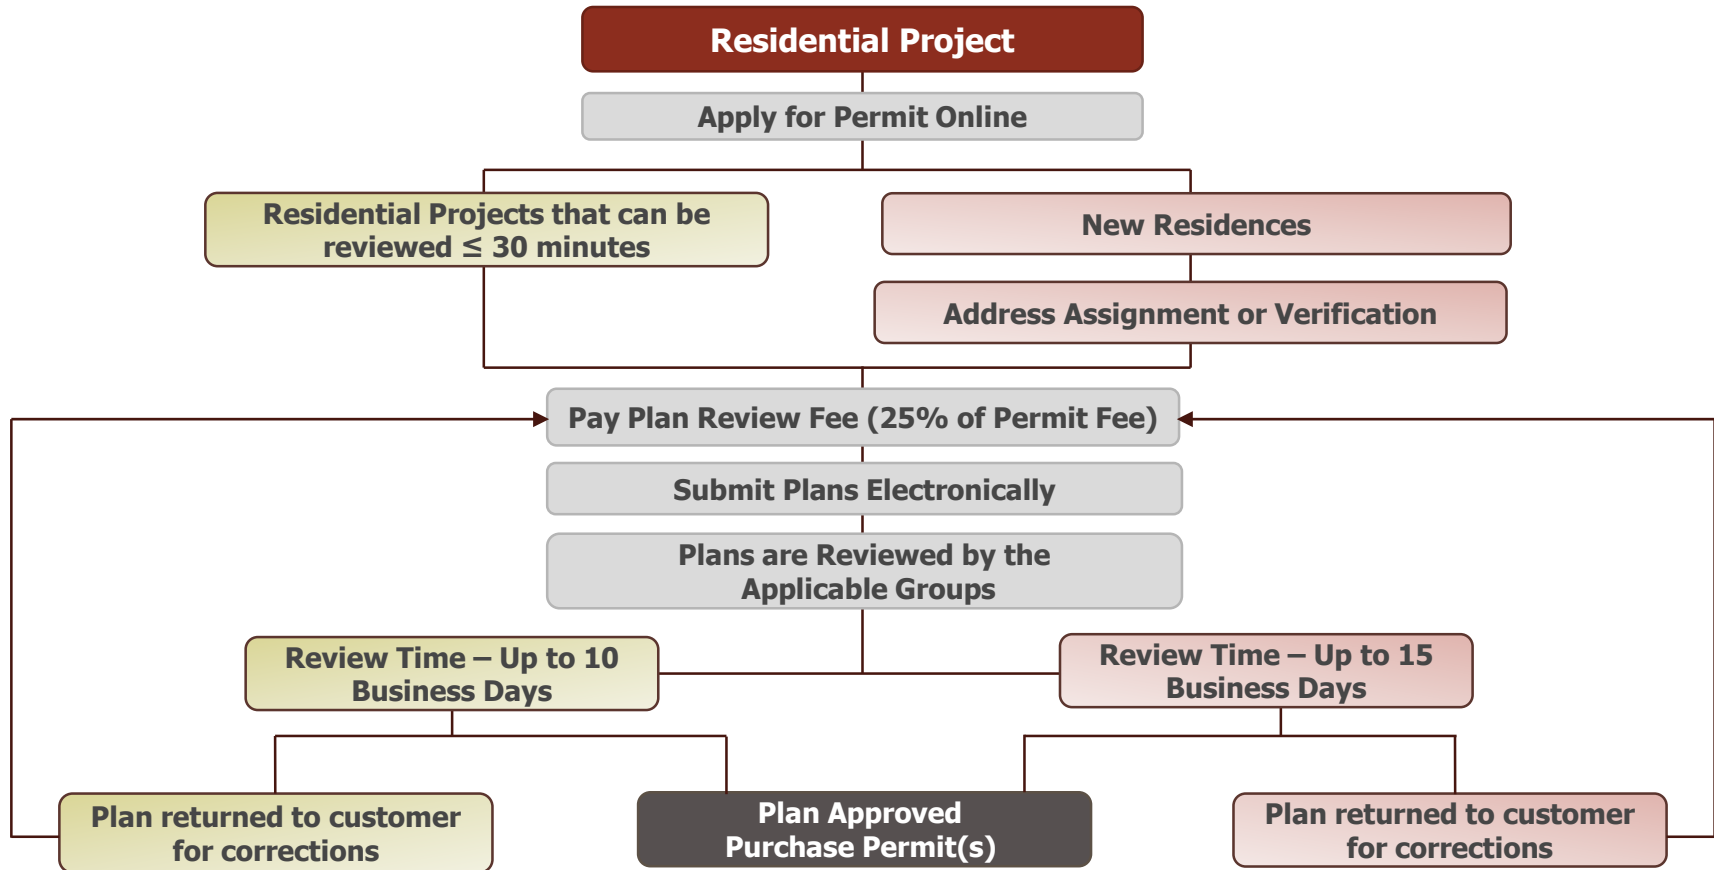 Residential Project
Apply for Permit Online
Residential Projects that can be
reviewed ≤ 30 minutes
New Residences
Address Assignment or Verification
Pay Plan Review Fee (25% of Permit Fee)
Submit Plans Electronically
Plans are Reviewed by the
Applicable Groups
Review Time – Up to 10
Business Days
Review Time – Up to 15
Business Days
Plan returned to customer
for corrections
Plan Approved
Purchase Permit(s)
Plan returned to customer
for corrections